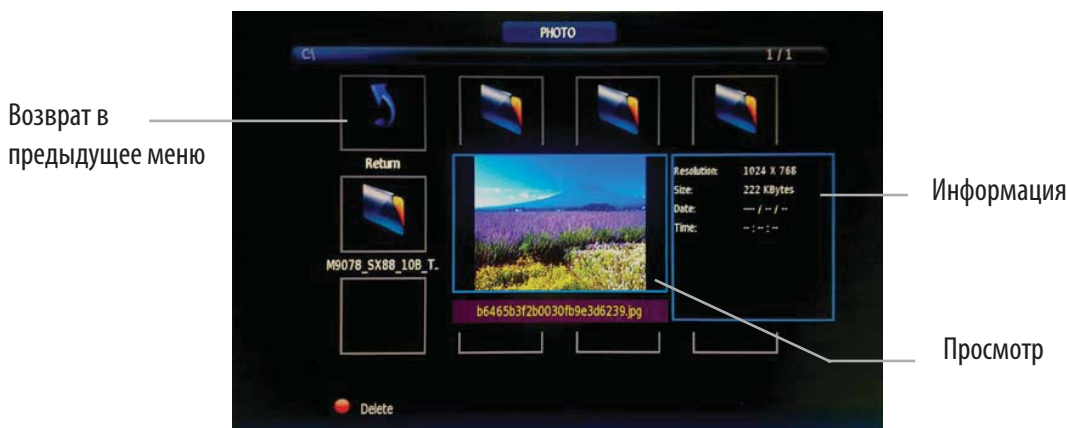 PHOTO
C:\
1 / 1
Возврат в
предыдущее меню
Return
Resolution: 1024 X 768
Size: 222 KBytes
Date: ---- / -- / --
Time: -- : -- : --
Информация
M9078_SX88_10B_T..
b6465b3f2b0030fb9e3d6239.jpg
Просмотр
Delete